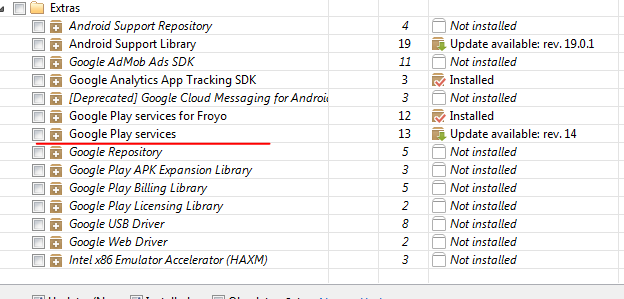 Extras
Android Support Repository 4 Not installed
Android Support Library 19 Update available: rev. 19.0.1
Google AdMob Ads SDK 11 Not installed
Google Analytics App Tracking SDK 3 Installed
[Deprecated] Google Cloud Messaging for Android 3 Not installed
Google Play services for Froyo 12 Installed
Google Play services 13 Update available: rev. 14
Google Repository 5 Not installed
Google Play APK Expansion Library 3 Not installed
Google Play Billing Library 5 Not installed
Google Play Licensing Library 2 Not installed
Google USB Driver 8 Not installed
Google Web Driver 2 Not installed
Intel x86 Emulator Accelerator (HAXM) 3 Not installed